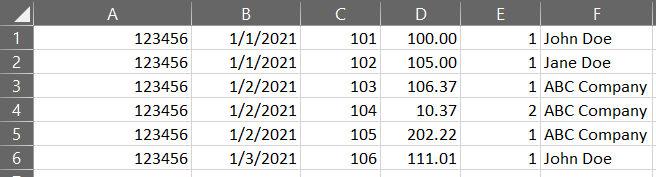 A B C D E F
1 123456 1/1/2021 101 100.00 1 John Doe
2 123456 1/1/2021 102 105.00 1 Jane Doe
3 123456 1/2/2021 103 106.37 1 ABC Company
4 123456 1/2/2021 104 10.37 2 ABC Company
5 123456 1/2/2021 105 202.22 1 ABC Company
6 123456 1/3/2021 106 111.01 1 John Doe